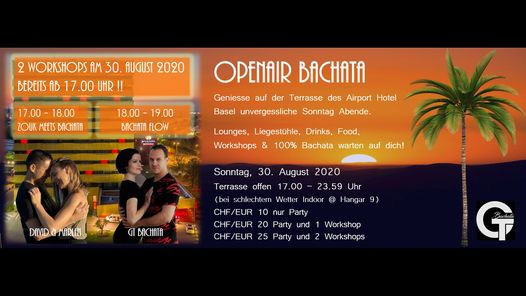 2 WORKSHOPS AM 30. AUGUST 2020
BEREITS AB 17.00 UHR !!
17.00 - 18.00
ZOUK MEETS BACHATA
18.00 - 19.00
BACHATA FLOW
DAVID & MARLEN
GT BACHATA
OPENAIR BACHATA
Geniesse auf der Terrasse des Airport Hotel
Basel unvergessliche Sonntag Abende.
Lounges, Liegestühle, Drinks, Food,
Workshops & 100% Bachata warten auf dich!
Sonntag, 30. August 2020
Terrasse offen 17.00 - 23.59 Uhr
(bei schlechtem Wetter Indoor @ Hangar 9)
CHF/EUR 10 nur Party
CHF/EUR 20 Party und 1 Workshop
CHF/EUR 25 Party und 2 Workshops
GT
Bachata